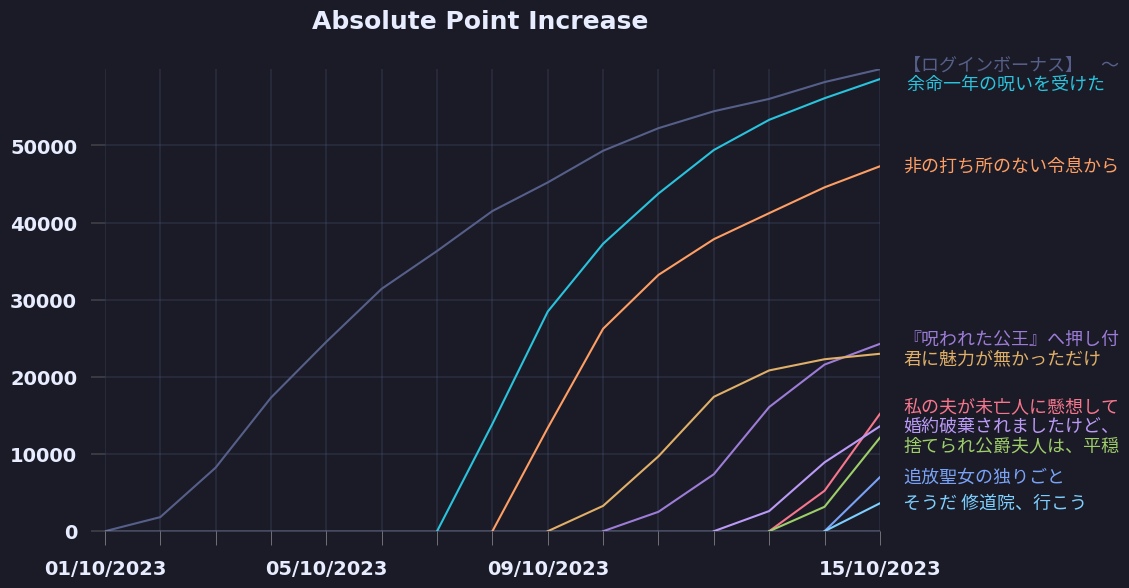 Absolute Point Increase
【ログインボーナス】　～
余命一年の呪いを受けた
50000
非の打ち所のない令息から
40000
30000
『呪われた公王』へ押し付
君に魅力が無かっただけ
20000
私の夫が未亡人に懸想して
婚約破棄されましたけど、
捨てられ公爵夫人は、平穏
10000
追放聖女の独りごと
そうだ 修道院、行こう
0
01/10/2023
05/10/2023
09/10/2023
15/10/2023